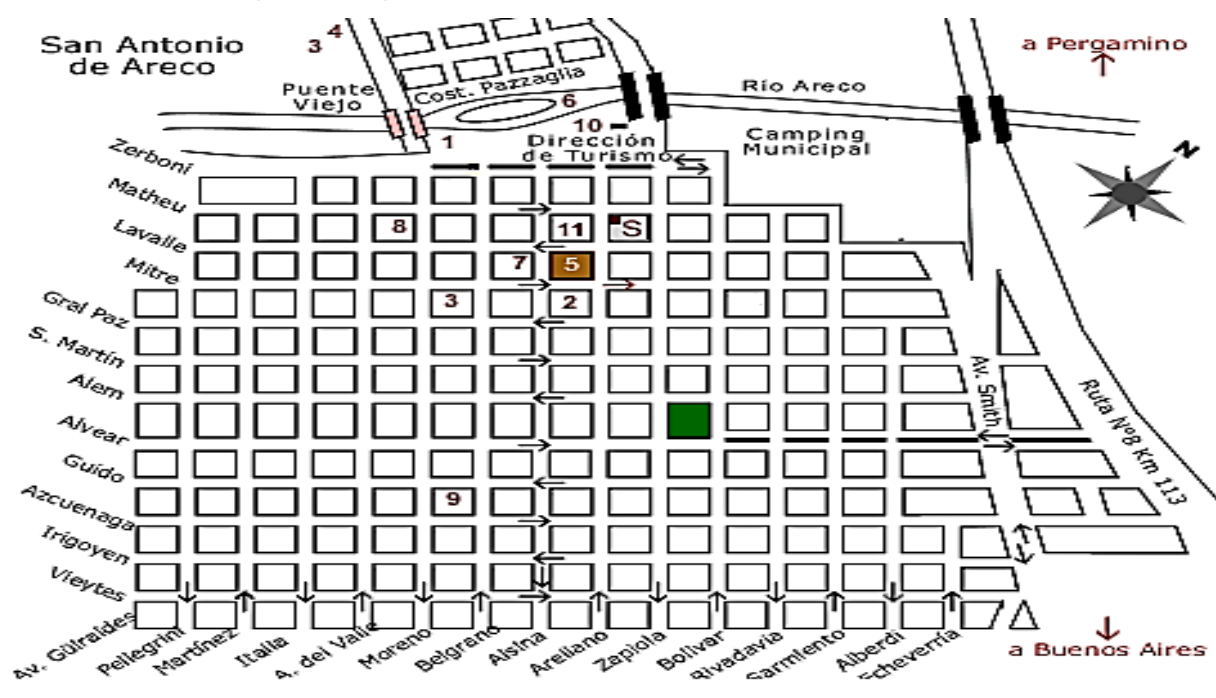 San Antonio
de Areco
4
3
a Pergamino
Puente
Viejo
Cost. Pazzaglia
6
Río Areco
10
1
Dirección
de Turismo
Camping
Municipal
N
Zerboni
Matheu
Lavalle
Mitre
Gral Paz
S. Martín
Alem
Alvear
Guido
Azcuenaga
Irigoyen
Vieytes
Av. Güiraldes
8
11
S
7
5
3
2
9
Av. Smith
Ruta Nº8 Km 113
Pellegrini
Martínez
Italia
A. del Valle
Moreno
Belgrano
Alsina
Arellano
Zapiola
Bolivar
Rivadavia
Sarmiento
Alberdi
Echeverría
a Buenos Aires